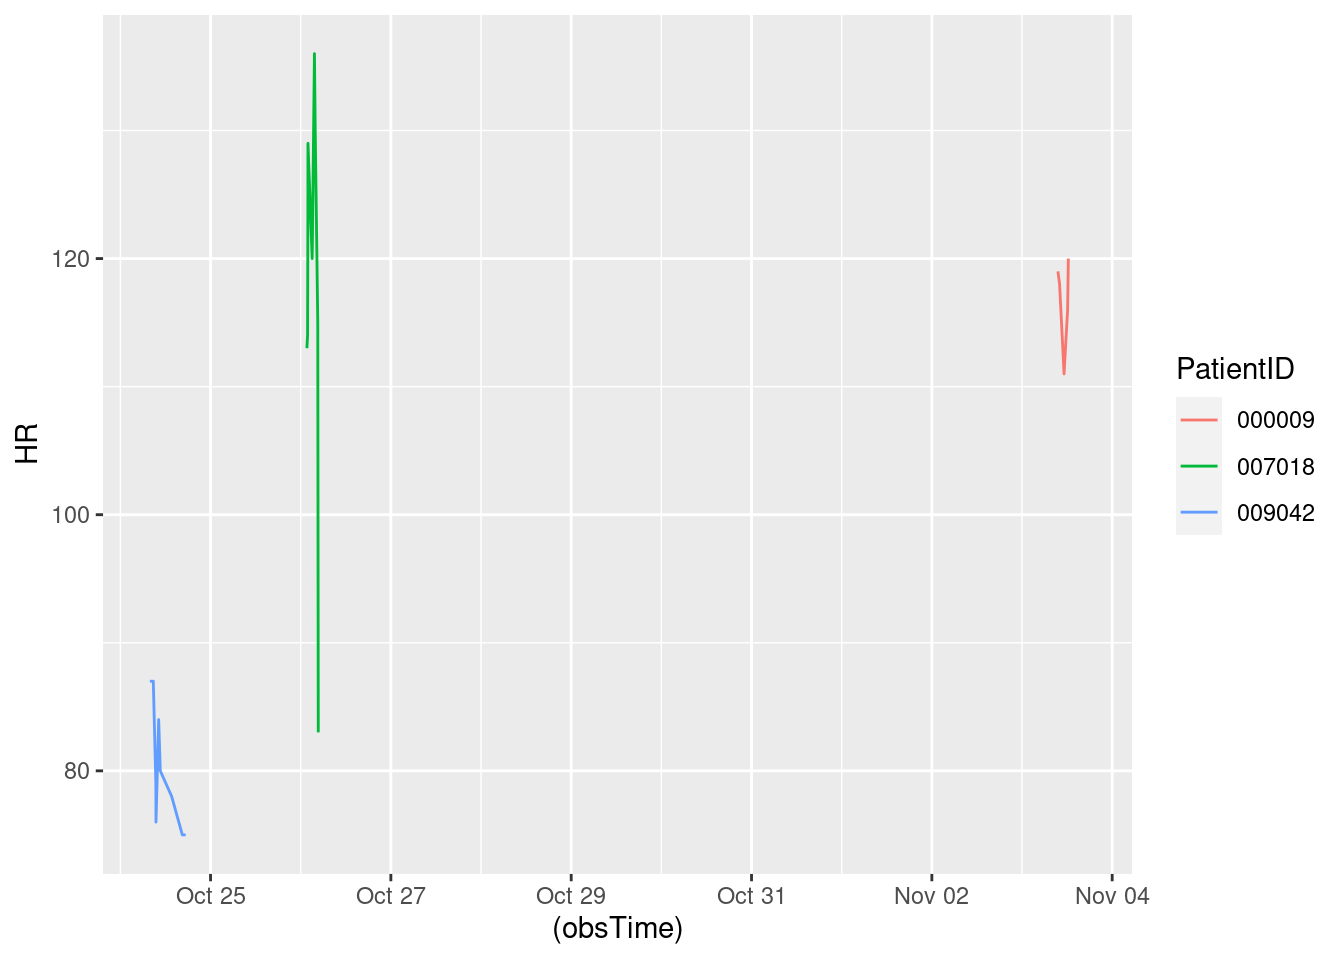 120
100
80
HR
Oct 25
Oct 27
Oct 29
Oct 31
Nov 02
Nov 04
(obsTime)
PatientID
000009
007018
009042